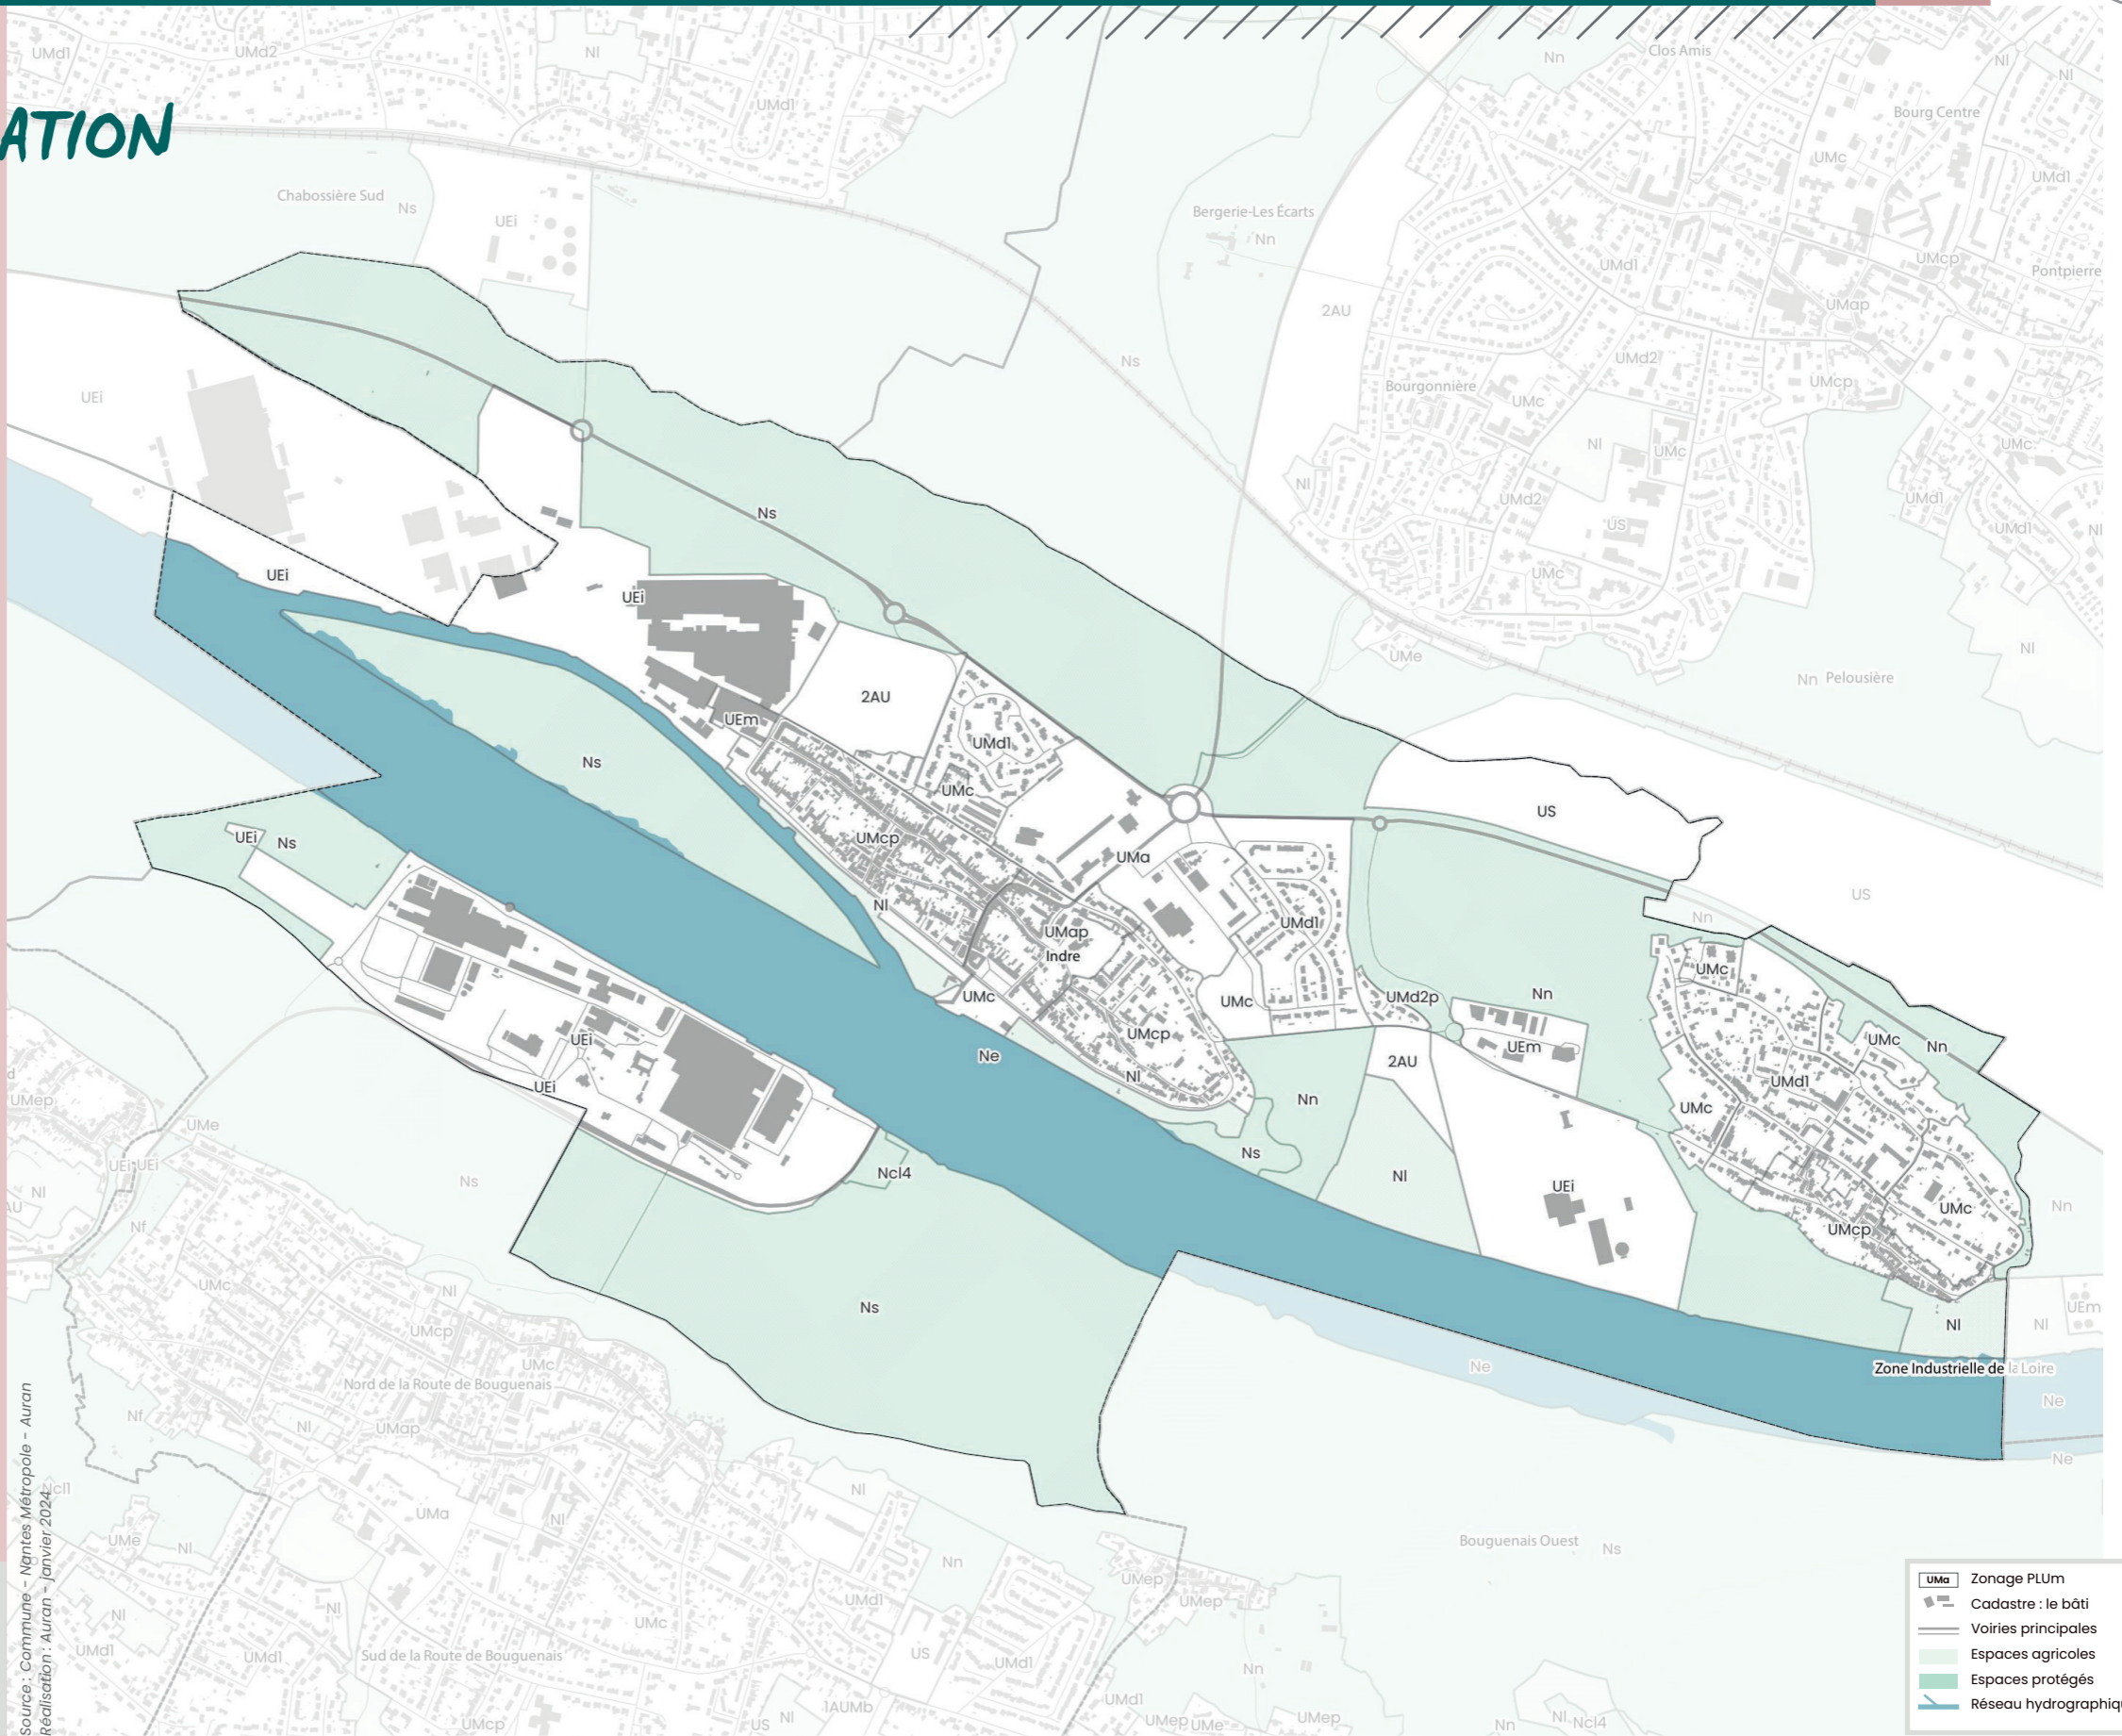 ATION
UMd1
UMd2
Nl
UMd1
Nn
Clos Amis
Nl
Nl
Bourg Centre
UMc
UMd1
Chabossière Sud
Ns
UEi
Bergerie-Les Écarts
Nn
UMd1
UMcp
Pontpierre
2AU
UMap
Ns
UMd2
Bourgonnière
UMc
UMcp
UEi
Nl
UMc
UMc
Nl
UMd2
UMd1
Ns
US
UMd1
Nl
UEi
UMc
UEi
UMe
Nl
Nn Pelousière
2AU
UEm
UMd1
Ns
UMc
US
UEi
Ns
UMcp
UMa
US
Nl
Nn
UMd1
UMap
Indre
UMc
UMc
UMc
UMd2p
Nn
UEi
UMcp
UEm
UMc
Nn
Ne
2AU
Nl
UMd1
UEi
Nn
UMc
UMep
UMe
Ns
UEi UEi
Ncl4
Nl
UEi
Nl
AU
Ns
UMc
Nn
Nf
UMcp
UMc
Nl
Ns
UEm
Nl
Nl
UMcp
UMc
Ne
Zone Industrielle de la Loire
Nord de la Route de Bouguenais
Ne
Nf
Nl
UMap
Ne
Ncl1
Nl
UMa
Nl
UMe
Nl
Bouguenais Ouest
Ns
Nn
UMep
UMep
Nl
Nl
UMd1
UMc
UMd1
UMd1
Sud de la Route de Bouguenais
US
UMd1
Nn
1AUMb
UMd1
UMcp
US
Nl
UMep
UMe
UMep
Nn
Nl
Ncl4
Source : Commune - Nantes Métropole - Auran
Réalisation : Auran - janvier 2024
UMa Zonage PLUm
Cadastre : le bâti
Voiries principales
Espaces agricoles
Espaces protégés
Réseau hydrographiqu